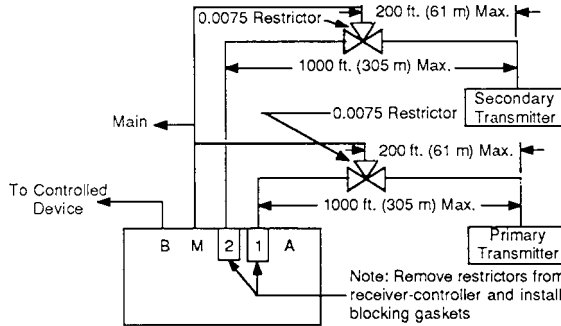 0.0075 Restrictor
200 ft. (61 m) Max.
1000 ft. (305 m) Max.
Secondary
Transmitter
Main
0.0075 Restrictor
200 ft. (61 m) Max.
To Controlled
Device
1000 ft. (305 m) Max.
Primary
Transmitter
B M 2 1 A
Note: Remove restrictors from
receiver-controller and install
blocking gaskets